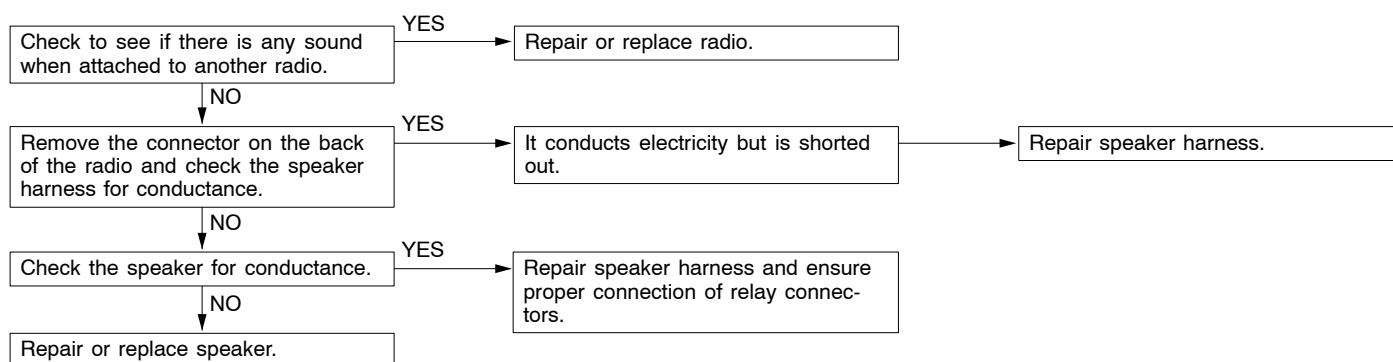 YES
Check to see if there is any sound
when attached to another radio.
Repair or replace radio.
NO
Remove the connector on the back
of the radio and check the speaker
harness for conductance.
YES
It conducts electricity but is shorted
out.
Repair speaker harness.
NO
Check the speaker for conductance.
YES
Repair speaker harness and ensure
proper connection of relay connec-
tors.
NO
Repair or replace speaker.